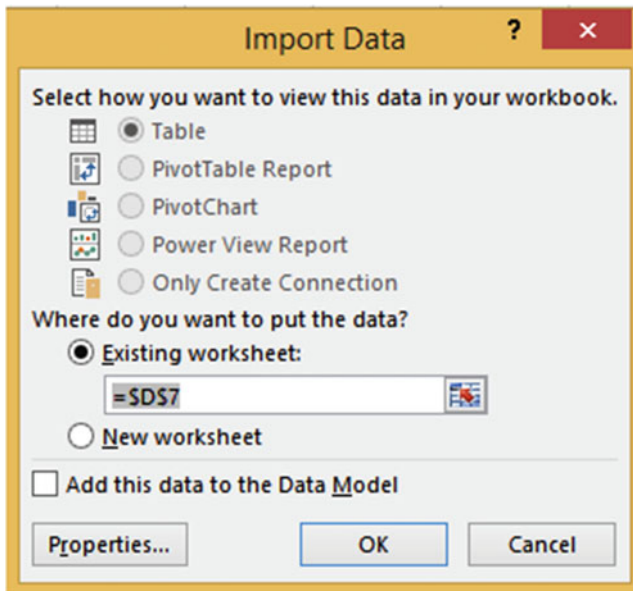 Import Data
?
Select how you want to view this data in your workbook.
Table
PivotTable Report
PivotChart
Power View Report
Only Create Connection
Where do you want to put the data?
Existing worksheet:
=$D$7
New worksheet
Add this data to the Data Model
Properties... OK Cancel